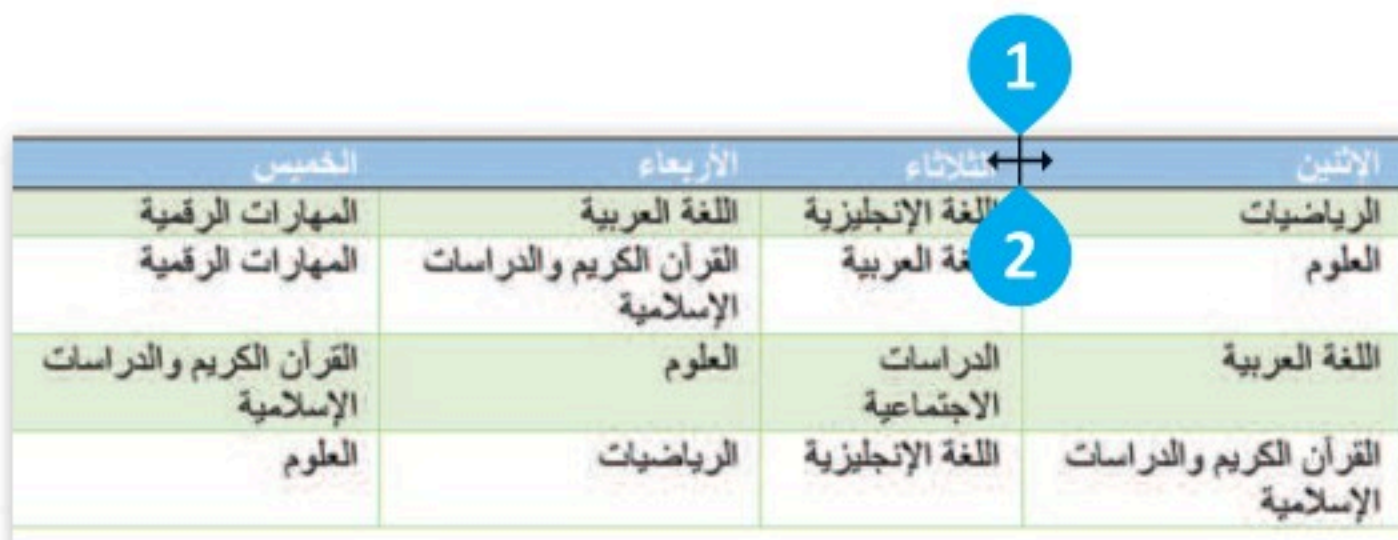 1
الاثنين الثلاثاء الأربعاء الخميس
الرياضيات اللغة الإنجليزية اللغة العربية المهارات الرقمية
2
العلوم اللغة العربية القرآن الكريم والدراسات المهارات الرقمية
الإسلامية
اللغة العربية الدراسات العلوم القرآن الكريم والدراسات
الاجتماعية الإسلامية
القرآن الكريم والدراسات اللغة الإنجليزية الرياضيات العلوم
الإسلامية